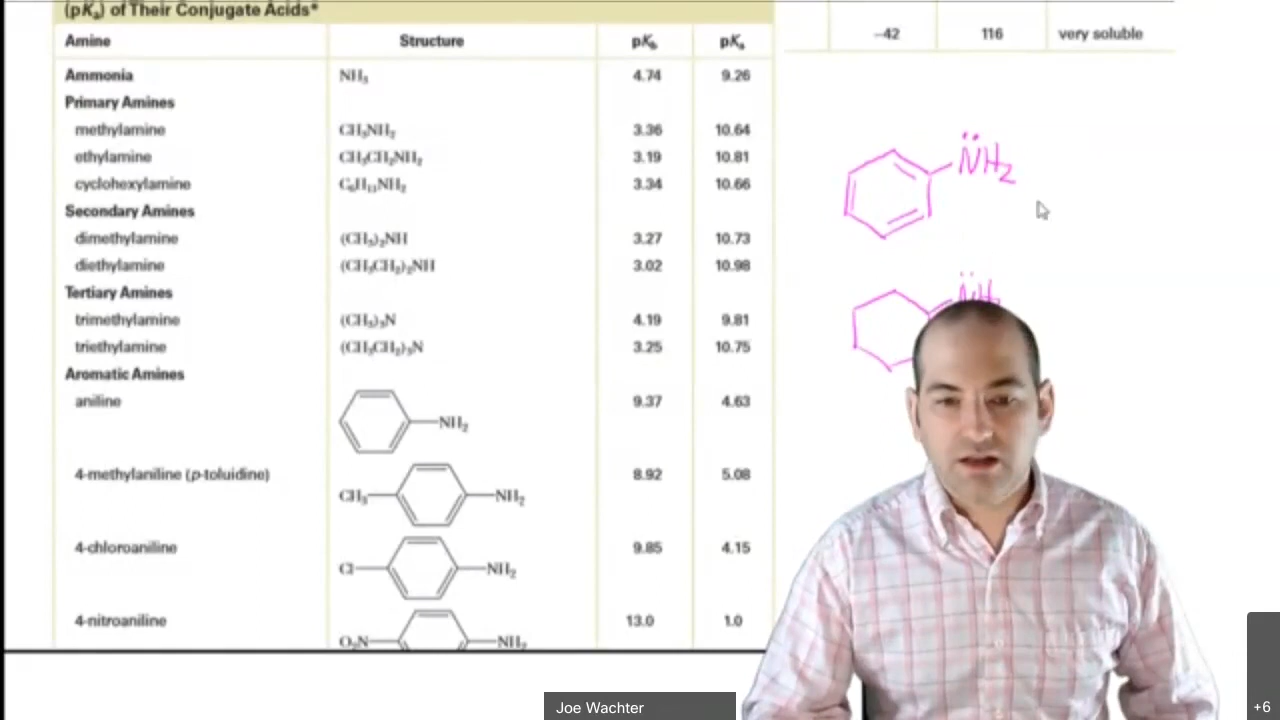 (pKa) of Their Conjugate Acids*
Amine Structure pKb pKa
Ammonia NH3 4.74 9.26
Primary Amines
methylamine CH3NH2 3.36 10.64
ethylamine CH3CH2NH2 3.19 10.81
cyclohexylamine C6H11NH2 3.34 10.66
Secondary Amines
dimethylamine (CH3)2NH 3.27 10.73
diethylamine (CH3CH2)2NH 3.02 10.98
Tertiary Amines
trimethylamine (CH3)3N 4.19 9.81
triethylamine (CH3CH2)3N 3.25 10.75
Aromatic Amines
aniline 9.37 4.63
NH2
4-methylaniline (p-toluidine) 8.92 5.08
CH3 NH2
4-chloroaniline 9.85 4.15
Cl NH2
4-nitroaniline 13.0 1.0
O2N NH2
-42 116 very soluble
NH2
NH2
Joe Wachter
+6